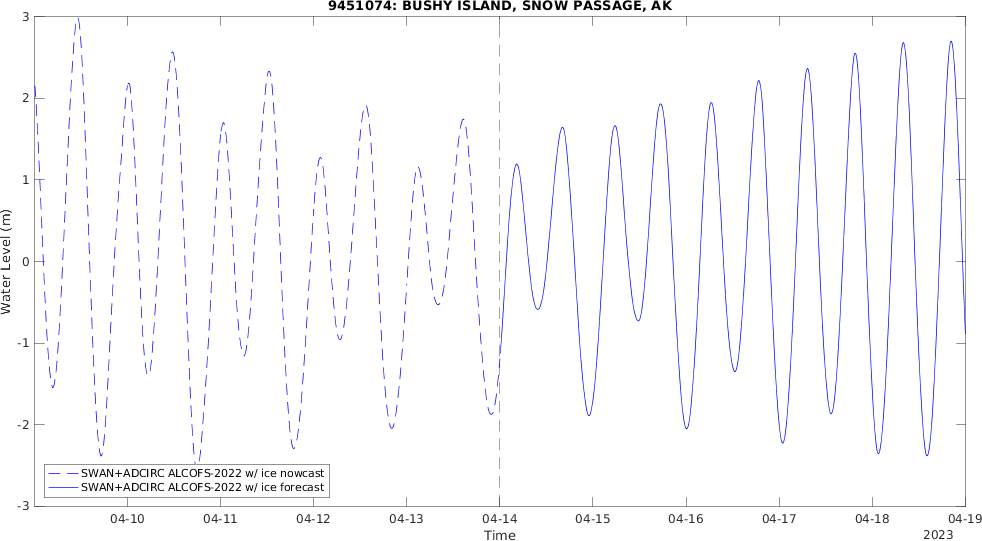 9451074: BUSHY ISLAND, SNOW PASSAGE, AK
3
2
1
0
-1
-2
-3
Water Level (m)
SWAN+ADCIRC ALCOFS-2022 w/ ice nowcast
SWAN+ADCIRC ALCOFS-2022 w/ ice forecast
04-10 04-11 04-12 04-13 04-14 04-15 04-16 04-17 04-18 04-19
Time
2023